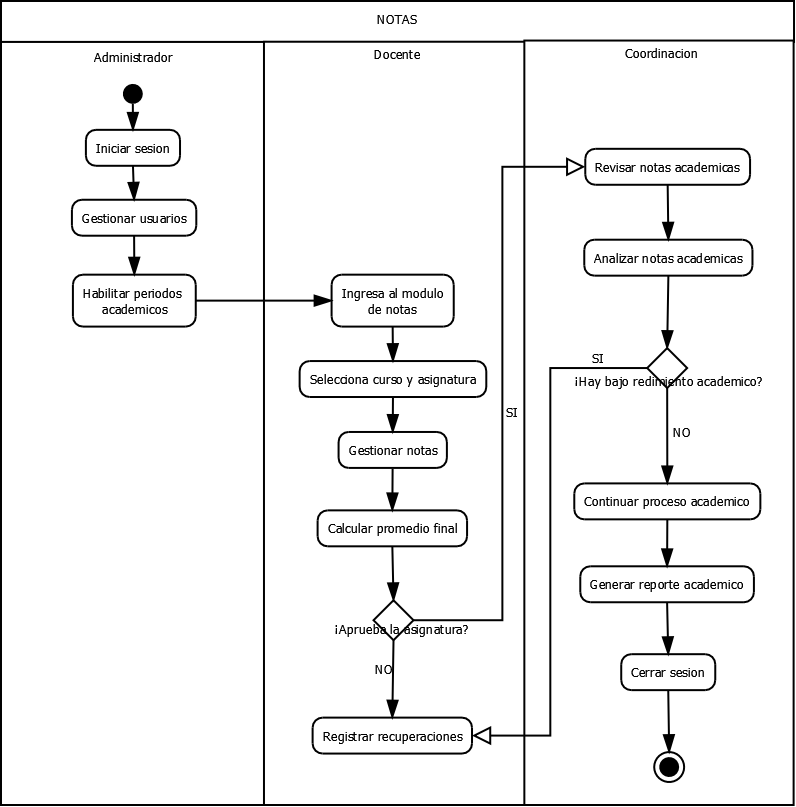 NOTAS
Administrador
Docente
Coordinacion
Iniciar sesion
Gestionar usuarios
Habilitar periodos
academicos
Ingresa al modulo
de notas
Selecciona curso y asignatura
Gestionar notas
Calcular promedio final
¡Aprueba la asignatura?
SI
NO
Registrar recuperaciones
Revisar notas academicas
Analizar notas academicas
¡Hay bajo redimiento academico?
SI
NO
Continuar proceso academico
Generar reporte academico
Cerrar sesion